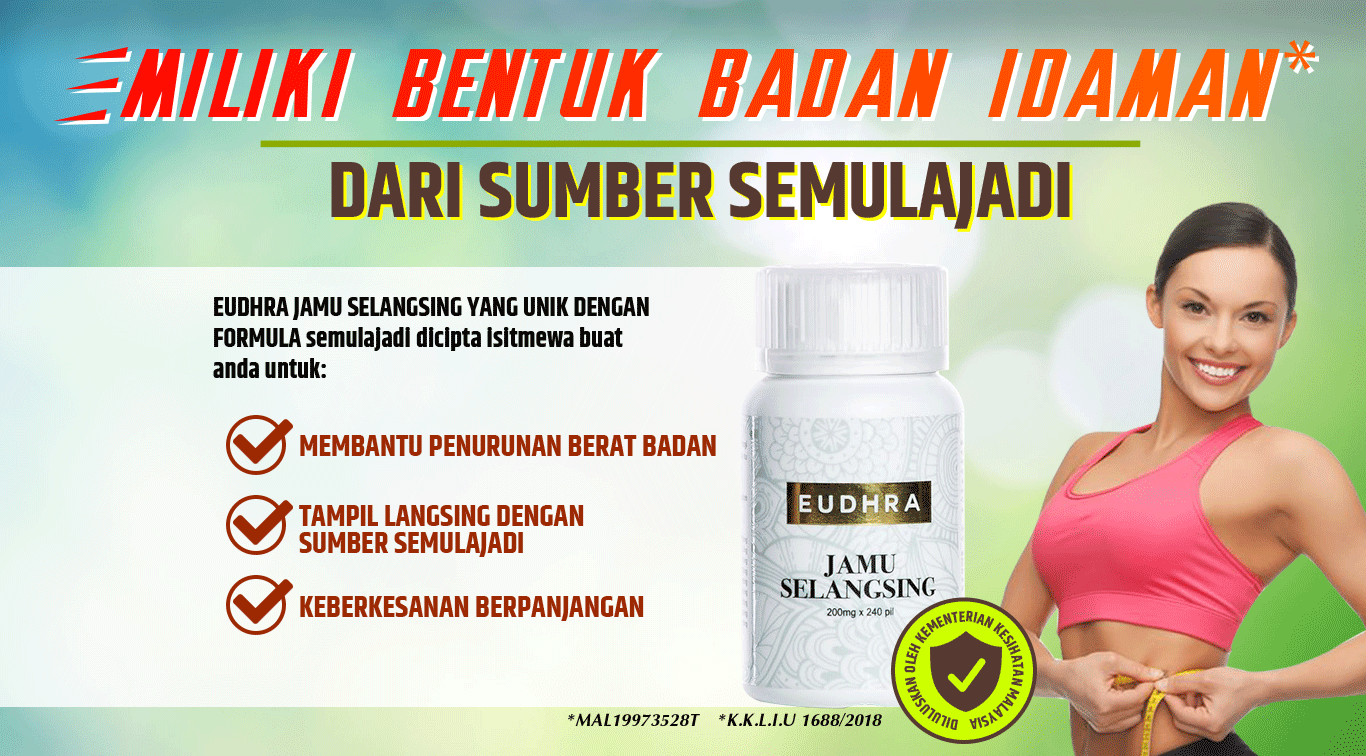 MILIKI BENTUK BADAN IDAMAN*
DARI SUMBER SEMULAJADI
EUDHRA JAMU SELANGSING YANG UNIK DENGAN
FORMULA semulajadi dicipta isitmewa buat
anda untuk:
MEMBANTU PENURUNAN BERAT BADAN
TAMPIL LANGSING DENGAN
SUMBER SEMULAJADI
KEBERKESANAN BERPANJANGAN
EUDHRA
JAMU
SELANGSING
200mg x 240 pil
DILULUSKAN OLEH KEMENTERIAN KESIHATAN MALAYSIA
*MAL19973528T *K.K.L.I.U 1688/2018